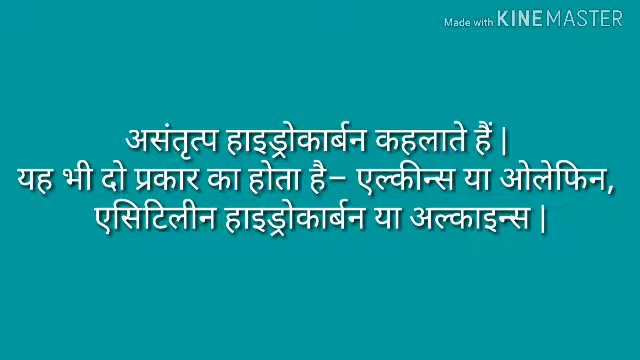 Made with KINEMASTER
असंतृत्प हाइड्रोकार्बन कहलाते हैं |
यह भी दो प्रकार का होता है– एल्कीन्स या ओलेफिन,
एसिटिलीन हाइड्रोकार्बन या अल्काइन्स |